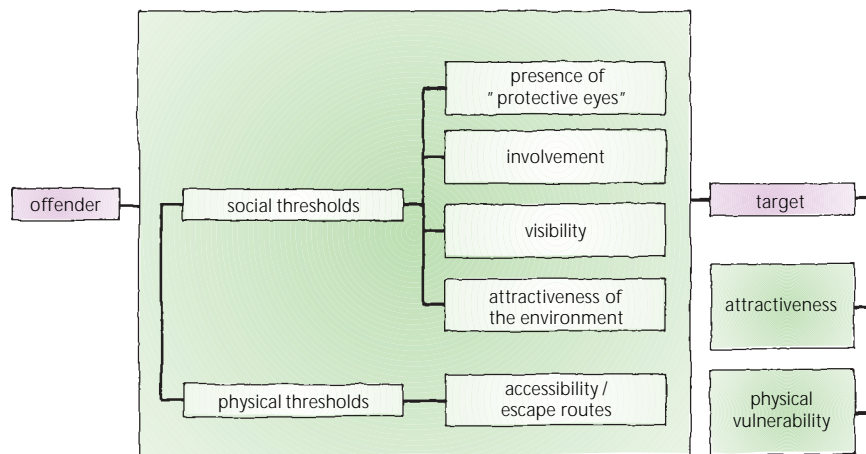 offender
social thresholds
physical thresholds
presence of
"protective eyes"
involvement
visibility
attractiveness of
the environment
accessibility /
escape routes
target
attractiveness
physical
vulnerability